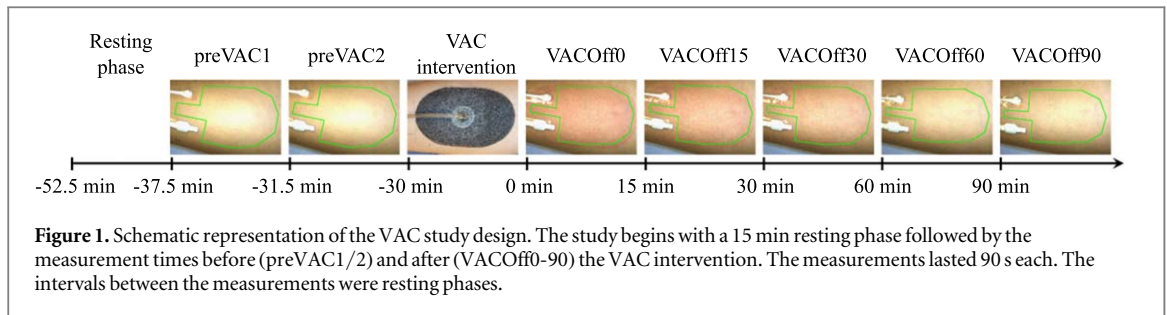 Resting phase
preVAC1
preVAC2
VAC intervention
VACOff0
VACOff15
VACOff30
VACOff60
VACOff90
-52.5 min
-37.5 min
-31.5 min
-30 min
0 min
15 min
30 min
60 min
90 min
Figure 1. Schematic representation of the VAC study design. The study begins with a 15 min resting phase followed by the
measurement times before (preVAC1/2) and after (VACOff0-90) the VAC intervention. The measurements lasted 90 s each. The
intervals between the measurements were resting phases.